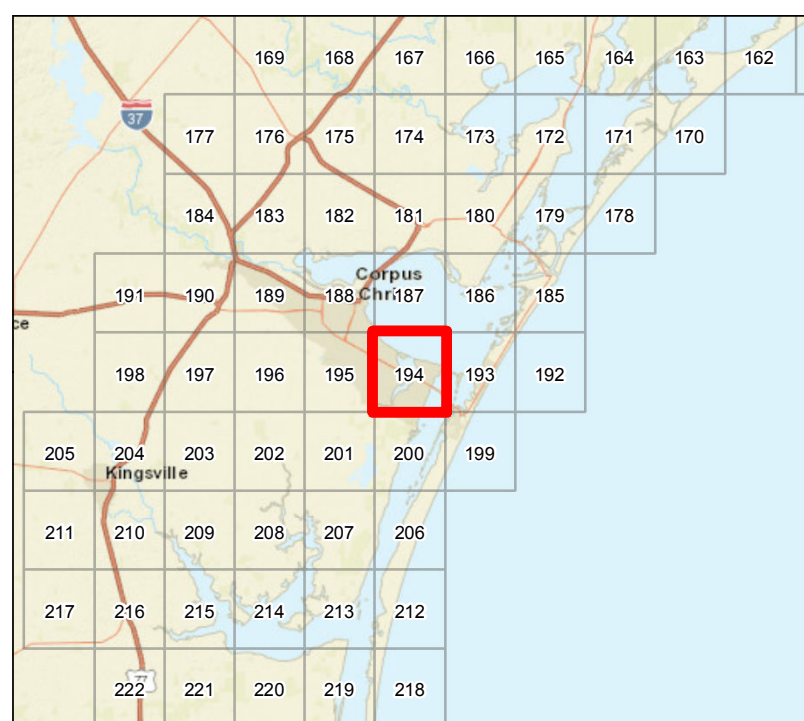 169 168 167 166 165 164 163 162
37
177 176 175 174 173 172 171 170
184 183 182 181 180 179 178
Corpus
Chri
191 190 189 188 187 186 185
ce
198 197 196 195 194 193 192
205 204 203 202 201 200 199
Kingsville
211 210 209 208 207 206
217 216 215 214 213 212
77
222 221 220 219 218